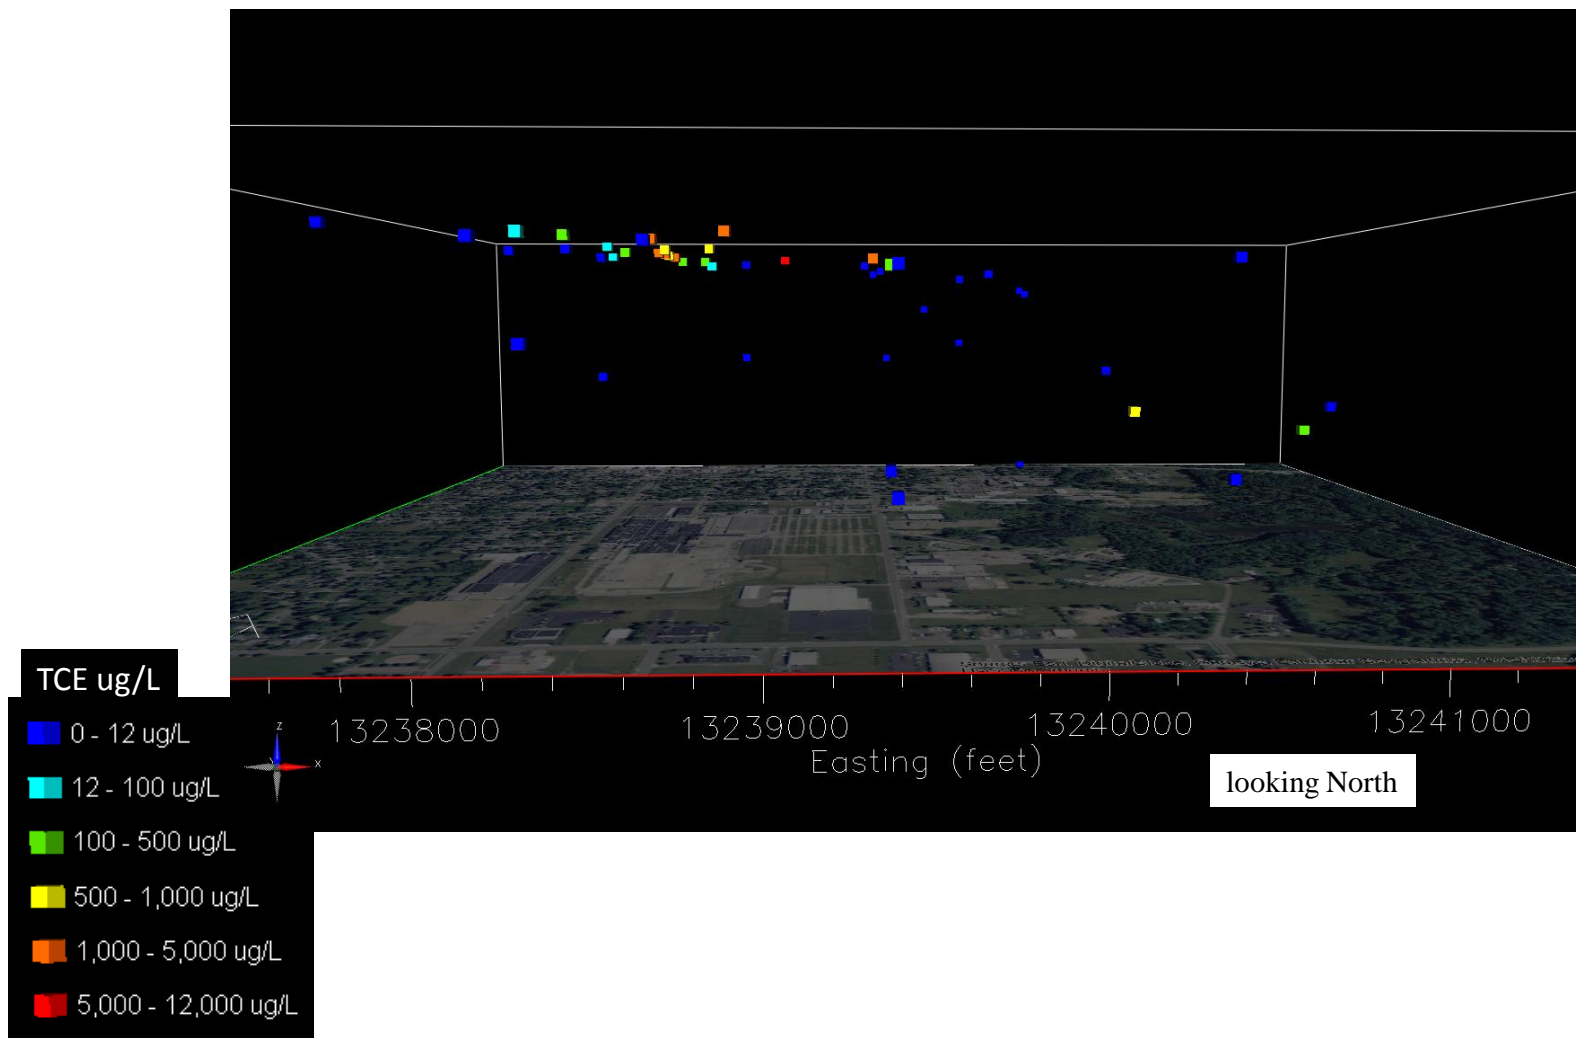 TCE ug/L
0 - 12 ug/L
12 - 100 ug/L
100 - 500 ug/L
500 - 1,000 ug/L
1,000 - 5,000 ug/L
5,000 - 12,000 ug/L
z
x
13238000
13239000
13240000
13241000
Easting (feet)
looking North